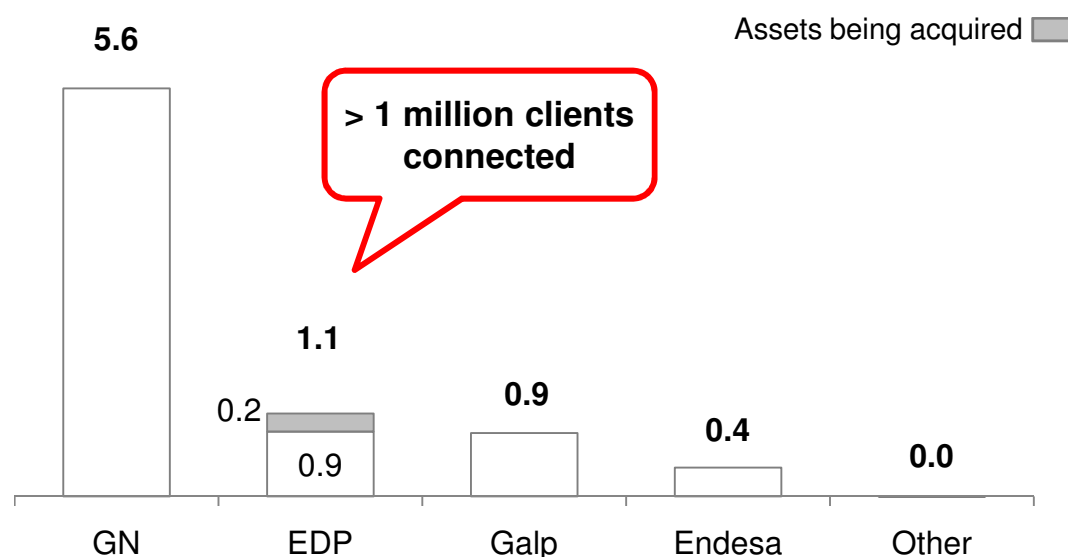 Assets being acquired
5.6
> 1 million clients
connected
1.1
0.2
0.9
0.9
0.4
0.0
GN
EDP
Galp
Endesa
Other